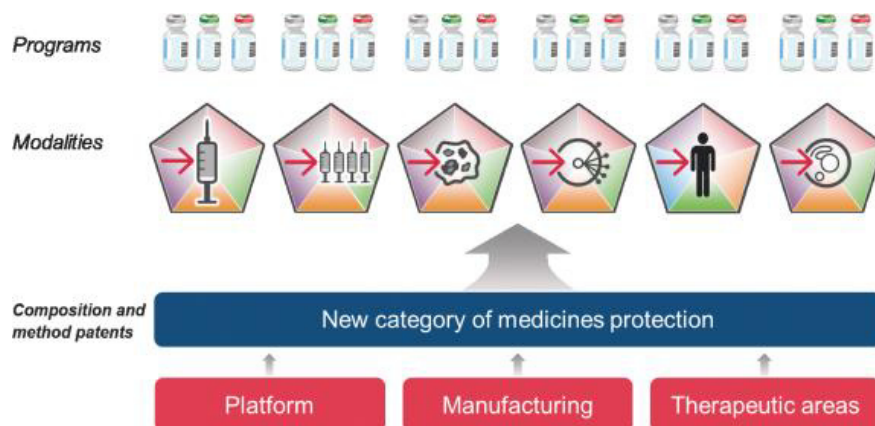 Programs
Modalities
Composition and
method patents
New category of medicines protection
Platform
Manufacturing
Therapeutic areas